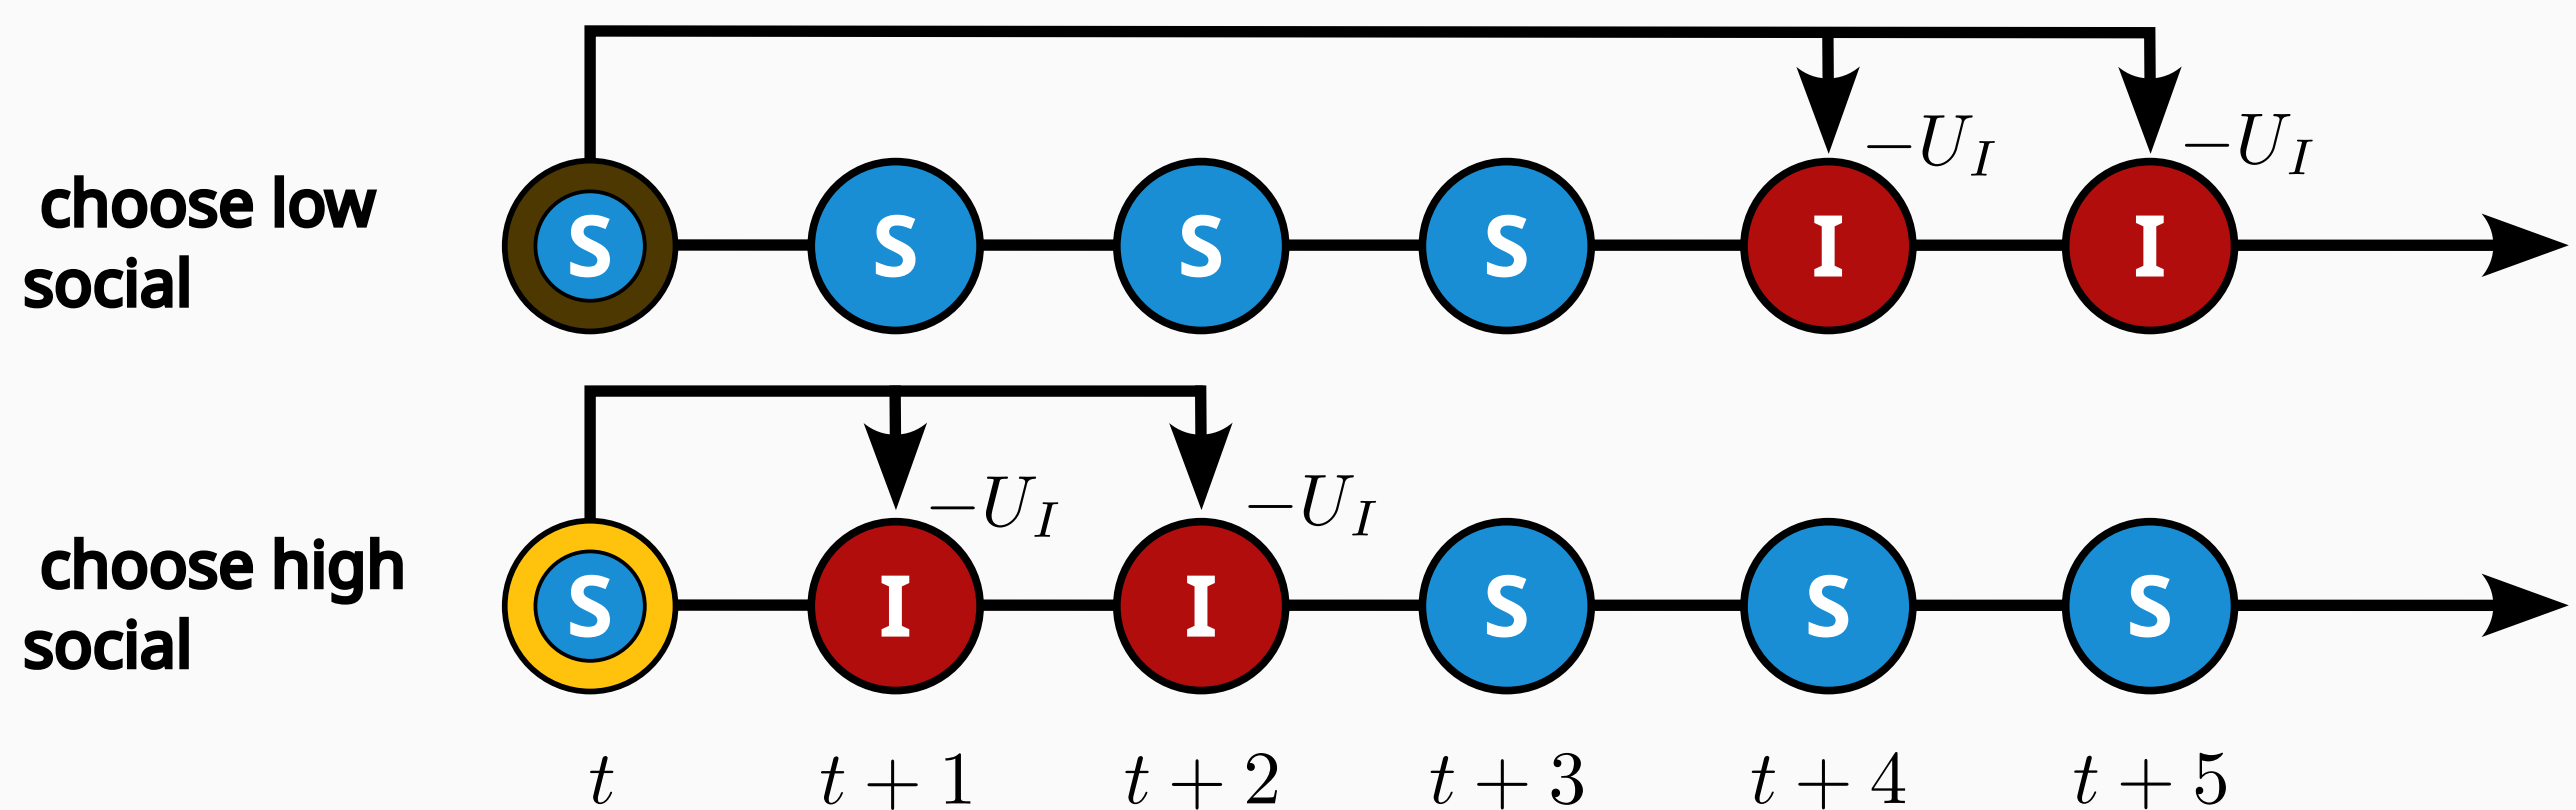 −U_I −U_I
choose low
social
S S S S I I
−U_I −U_I
choose high
social
S I I S S S
t t + 1 t + 2 t + 3 t + 4 t + 5